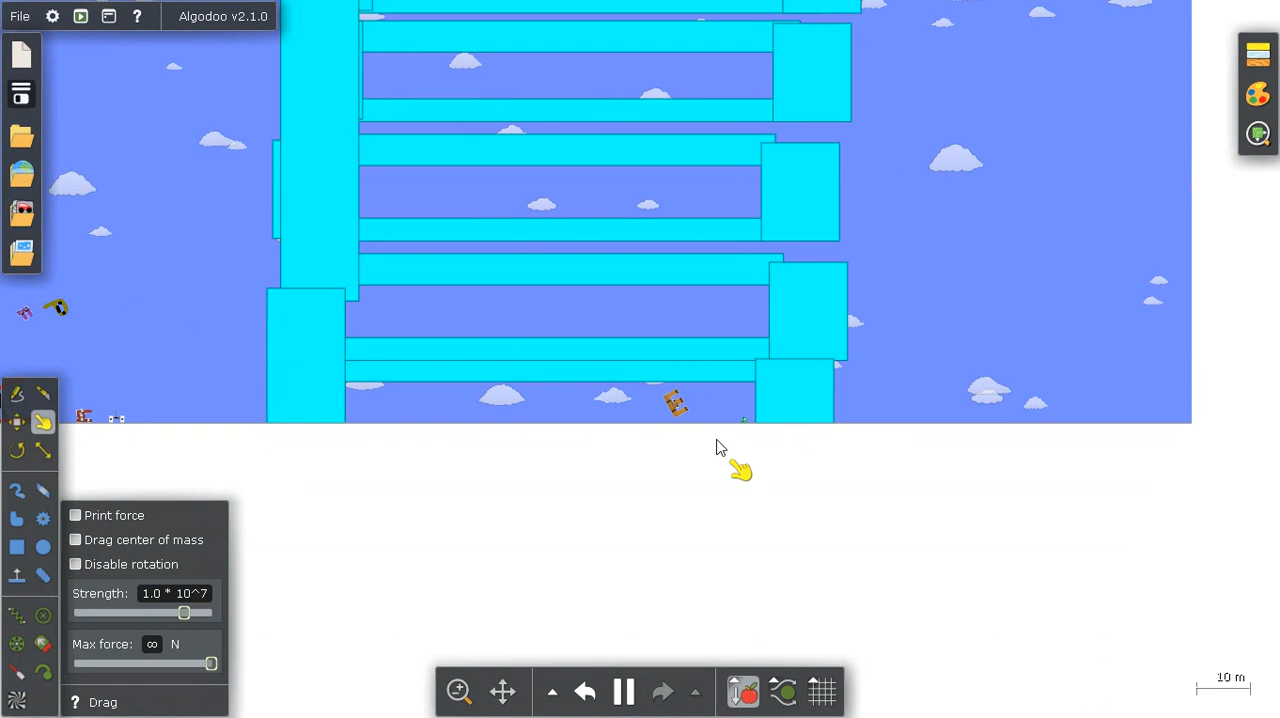 File ? Algodoo v2.1.0
Print force
Drag center of mass
Disable rotation
Strength: 1.0 * 10^7
Max force: ∞ N
? Drag
10 m